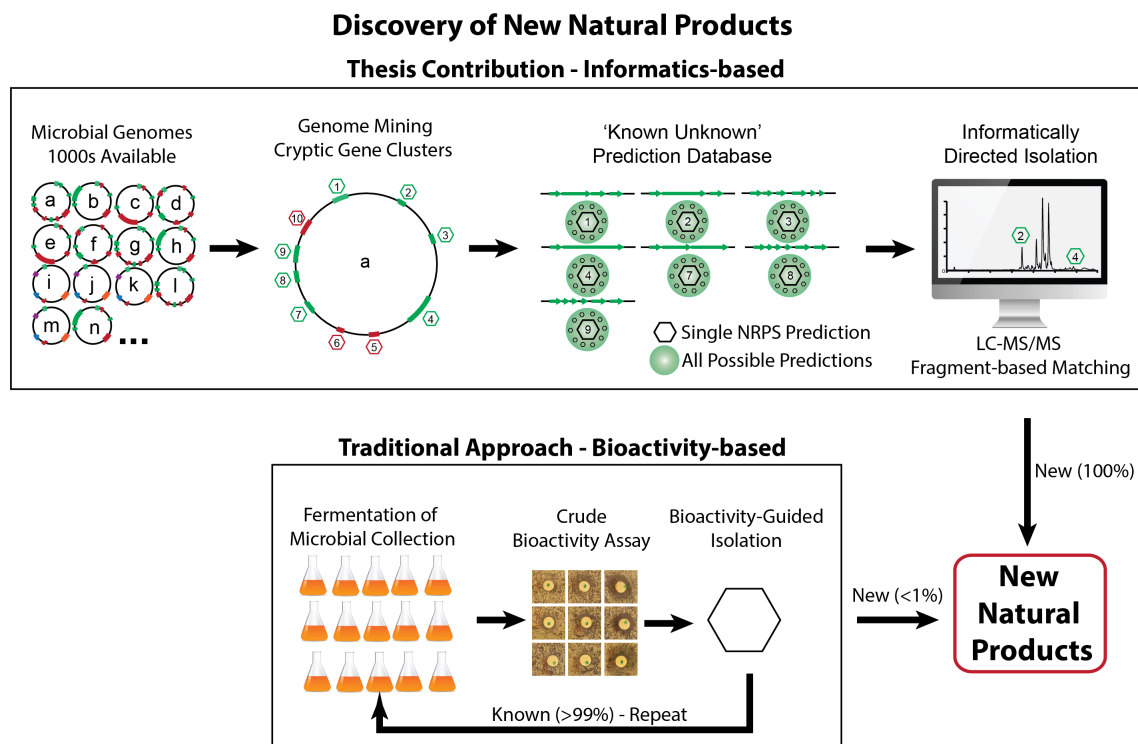 Discovery of New Natural Products
Thesis Contribution - Informatics-based
Microbial Genomes
1000s Available
a
b
c
d
e
f
g
h
i
j
k
l
m
n
...
Genome Mining
Cryptic Gene Clusters
1
2
3
4
5
6
7
8
9
10
a
'Known Unknown'
Prediction Database
1
2
3
4
7
8
9
Single NRPS Prediction
All Possible Predictions
Informatically
Directed Isolation
2
4
LC-MS/MS
Fragment-based Matching
New (100%)
Traditional Approach - Bioactivity-based
Fermentation of
Microbial Collection
Crude
Bioactivity Assay
Bioactivity-Guided
Isolation
Known (>99%) - Repeat
New (<1%)
New
Natural
Products